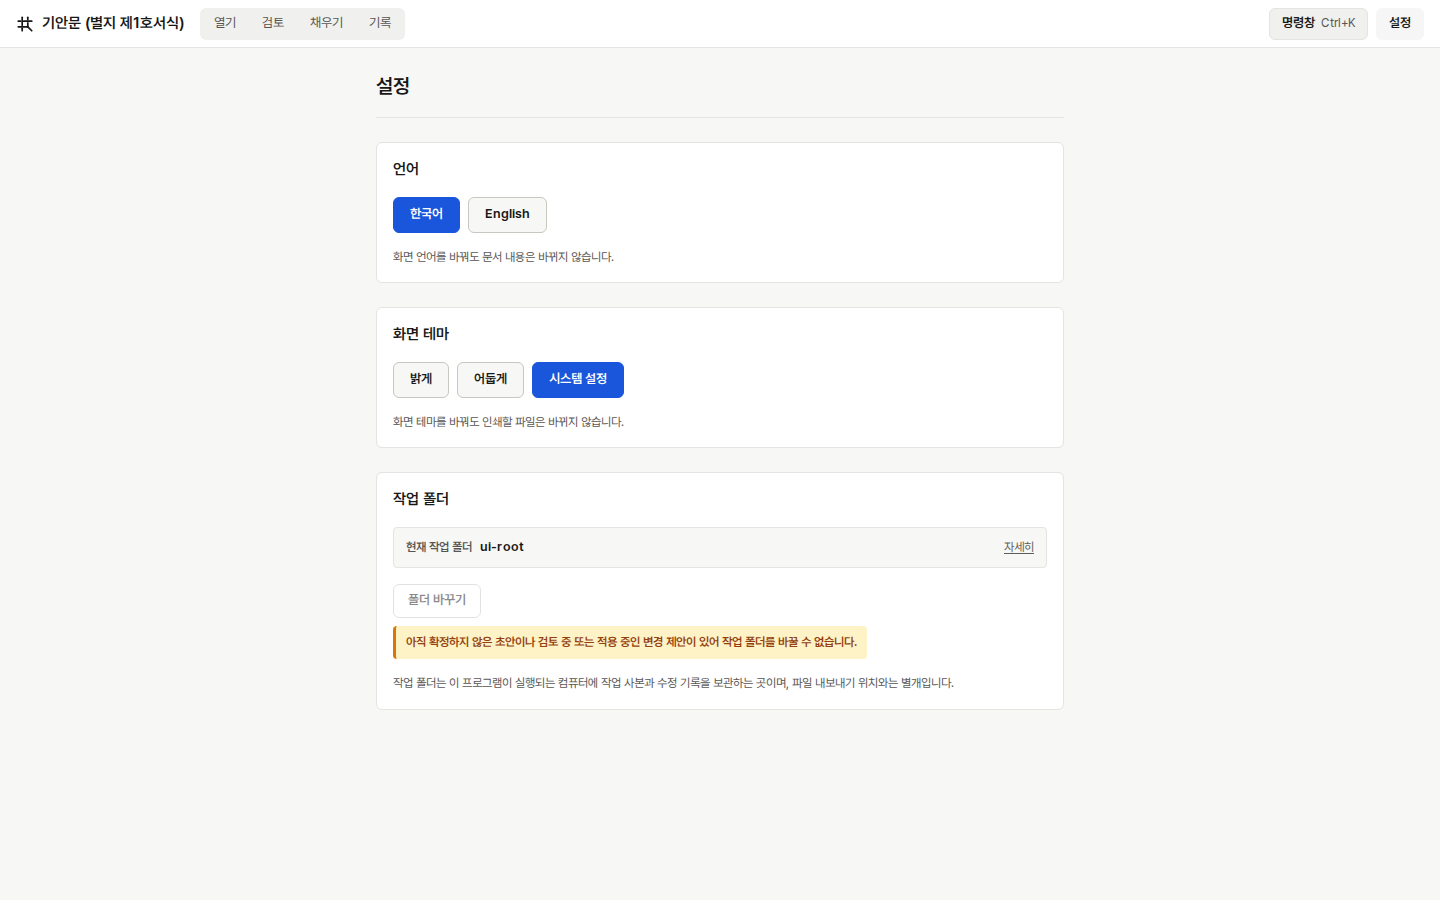 기안문 (별지 제1호서식) 열기 검토 채우기 기록 명령창 Ctrl+K 설정
설정
언어
한국어 English
화면 언어를 바꿔도 문서 내용은 바뀌지 않습니다.
화면 테마
밝게 어둡게 시스템 설정
화면 테마를 바꿔도 인쇄할 파일은 바뀌지 않습니다.
작업 폴더
현재 작업 폴더 ui-root 자세히
폴더 바꾸기
아직 확정하지 않은 초안이나 검토 중 또는 적용 중인 변경 제안이 있어 작업 폴더를 바꿀 수 없습니다.
작업 폴더는 이 프로그램이 실행되는 컴퓨터에 작업 사본과 수정 기록을 보관하는 곳이며, 파일 내보내기 위치와는 별개입니다.